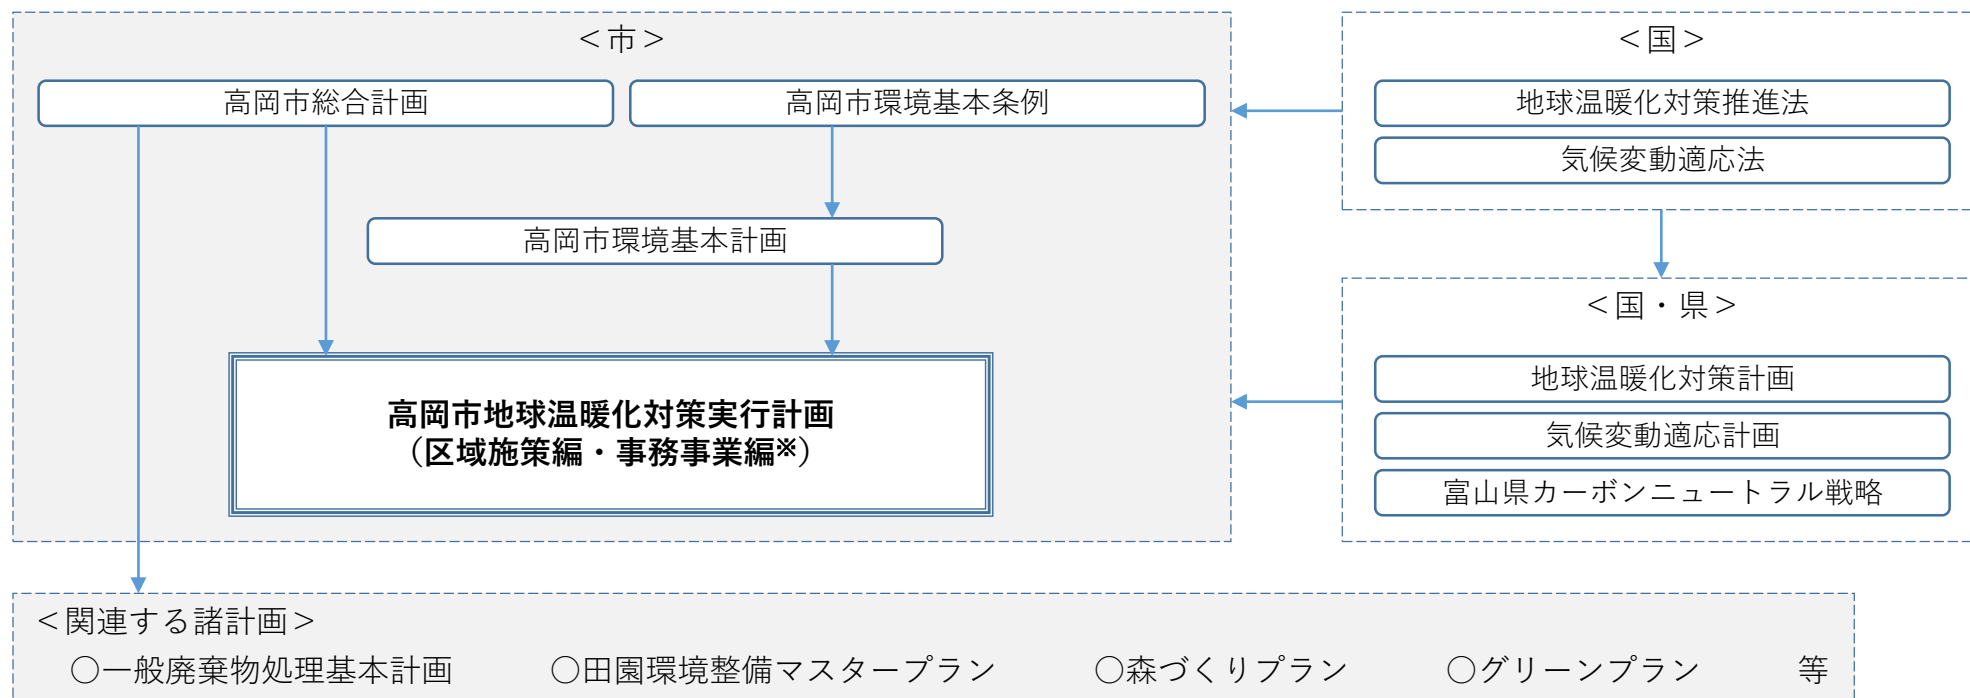 ＜市＞
高岡市総合計画
高岡市環境基本条例
高岡市環境基本計画
高岡市地球温暖化対策実行計画
（区域施策編・事務事業編※）
＜国＞
地球温暖化対策推進法
気候変動適応法
＜国・県＞
地球温暖化対策計画
気候変動適応計画
富山県カーボンニュートラル戦略
＜関連する諸計画＞
〇一般廃棄物処理基本計画　〇田園環境整備マスタープラン　〇森づくりプラン　〇グリーンプラン　等